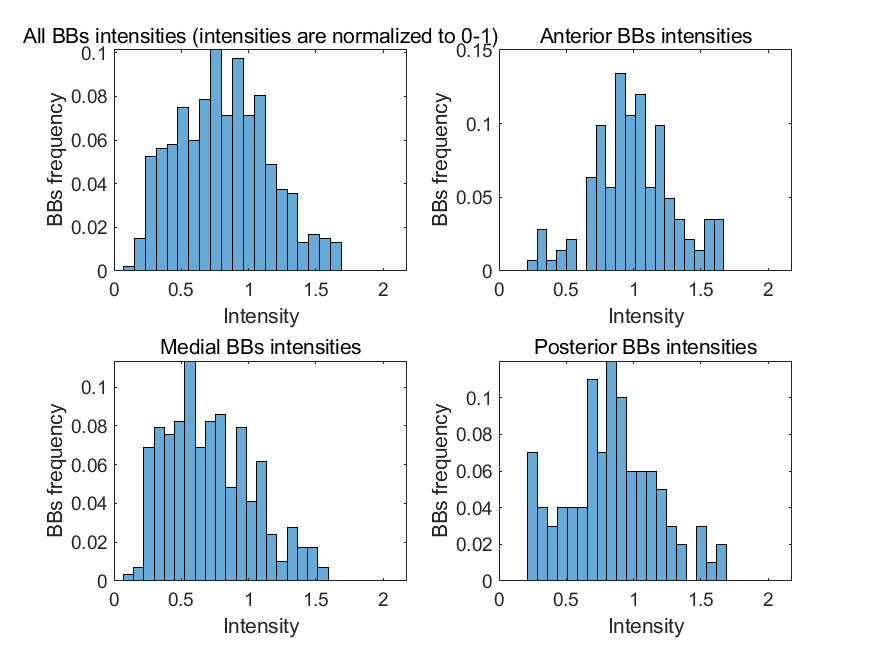 All BBs intensities (intensities are normalized to 0-1)
0.1
0.08
0.06
0.04
0.02
0
BBs frequency
0 0.5 1 1.5 2
Intensity
Anterior BBs intensities
0.15
0.1
0.05
0
BBs frequency
0 0.5 1 1.5 2
Intensity
Medial BBs intensities
0.1
0.08
0.06
0.04
0.02
0
BBs frequency
0 0.5 1 1.5 2
Intensity
Posterior BBs intensities
0.1
0.08
0.06
0.04
0.02
0
BBs frequency
0 0.5 1 1.5 2
Intensity